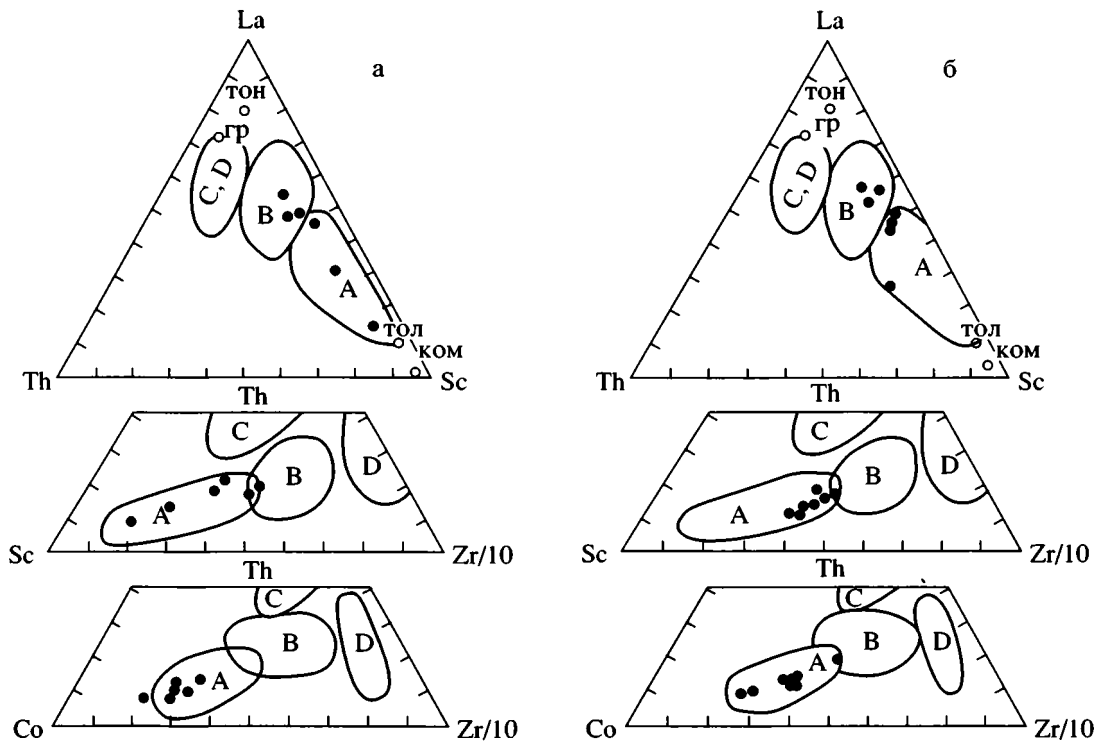 La
а
тон
гр
C, D
B
A
тол
ком
Th
Sc
La
б
тон
гр
C, D
B
A
тол
ком
Th
Sc
Th
C
B
D
A
Sc
Zr/10
Th
C
B
D
A
Sc
Zr/10
Th
C
B
D
A
Co
Zr/10
Th
C
B
D
A
Co
Zr/10